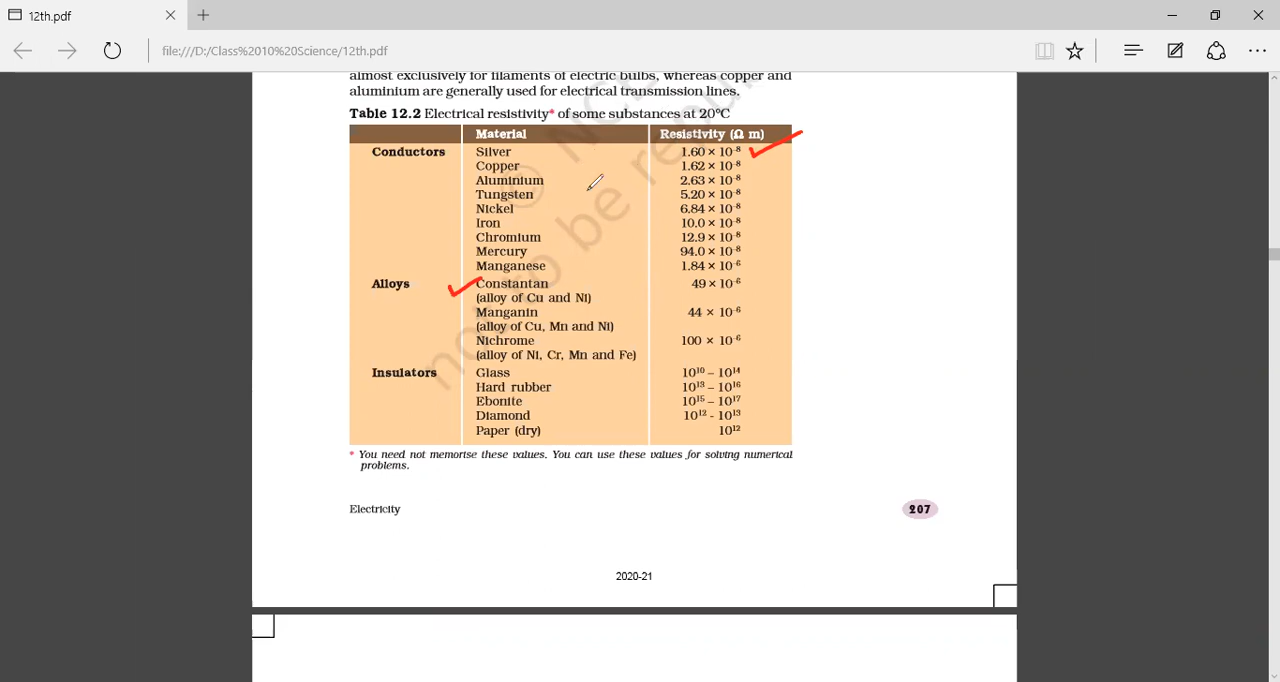 12th.pdf
file:///D:/Class%2010%20Science/12th.pdf
almost exclusively for filaments of electric bulbs, whereas copper and
aluminium are generally used for electrical transmission lines.
Table 12.2 Electrical resistivity* of some substances at 20°C
Material Resistivity (Ω m)
Conductors Silver 1.60 × 10⁻⁸
Copper 1.62 × 10⁻⁸
Aluminium 2.63 × 10⁻⁸
Tungsten 5.20 × 10⁻⁸
Nickel 6.84 × 10⁻⁸
Iron 10.0 × 10⁻⁸
Chromium 12.9 × 10⁻⁸
Mercury 94.0 × 10⁻⁸
Manganese 1.84 × 10⁻⁶
Alloys Constantan 49 × 10⁻⁶
(alloy of Cu and Ni)
Manganin 44 × 10⁻⁶
(alloy of Cu, Mn and Ni)
Nichrome 100 × 10⁻⁶
(alloy of Ni, Cr, Mn and Fe)
Insulators Glass 10¹⁰ – 10¹⁴
Hard rubber 10¹³ – 10¹⁶
Ebonite 10¹⁵ – 10¹⁷
Diamond 10¹² - 10¹³
Paper (dry) 10¹²
* You need not memorise these values. You can use these values for solving numerical
problems.
Electricity 207
2020-21
not to be re